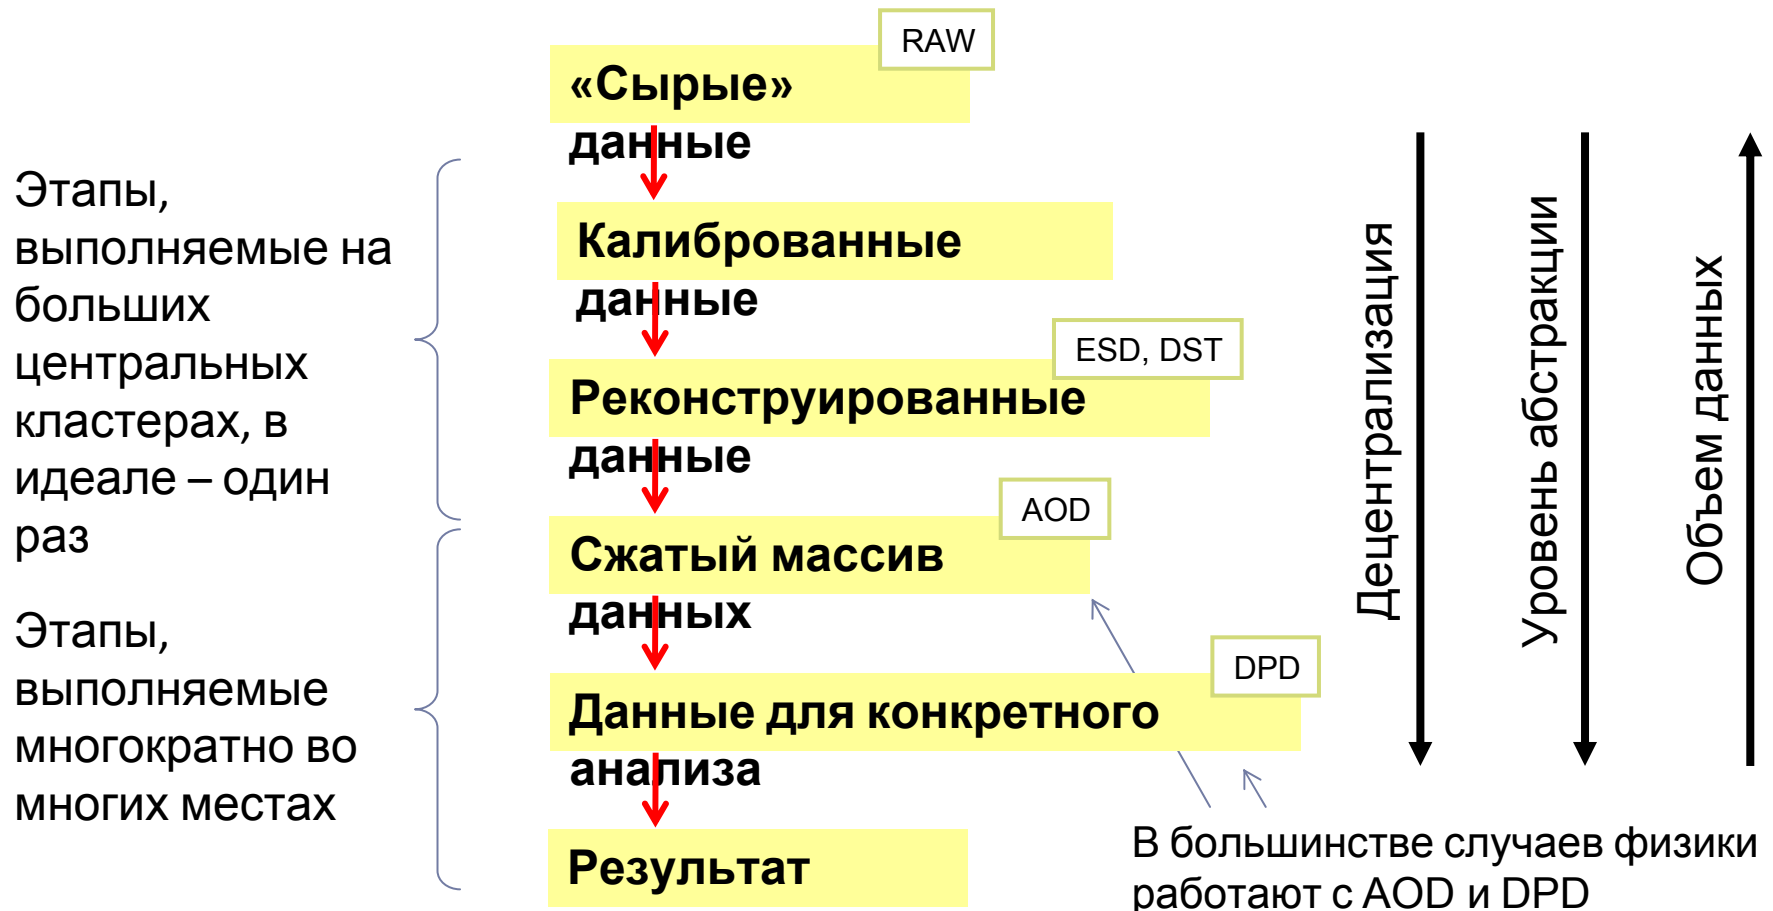 RAW
«Сырые»
данные
Калиброванные
данные
ESD, DST
Реконструированные
данные
AOD
Сжатый массив
данных
DPD
Данные для конкретного
анализа
Результат
Этапы,
выполняемые на
больших
центральных
кластерах, в
идеале – один
раз
Этапы,
выполняемые
многократно во
многих местах
Децентрализация
Уровень абстракции
Объем данных
В большинстве случаев физики
работают с AOD и DPD